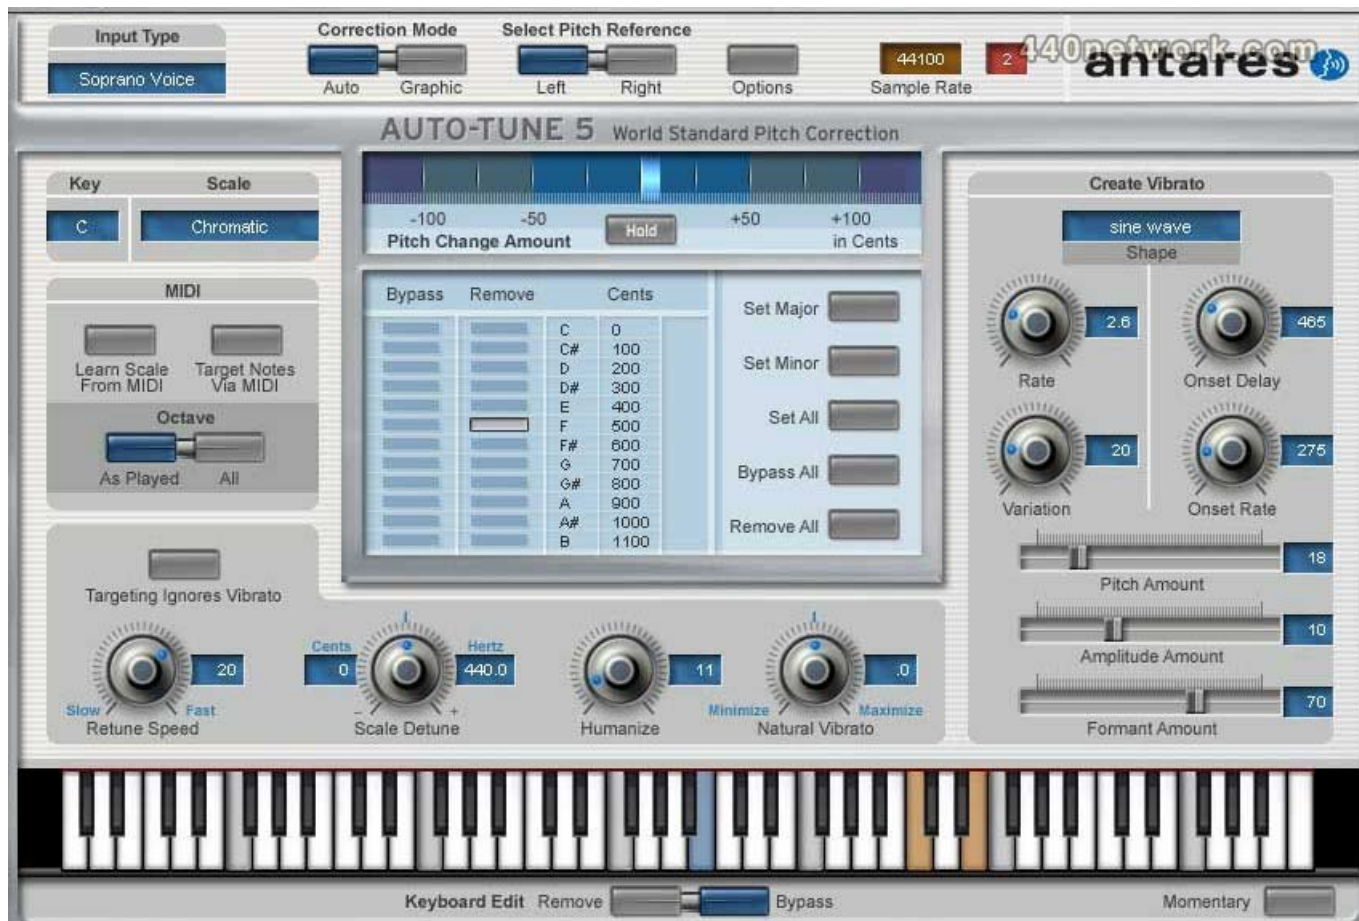 Input Type
Soprano Voice
Correction Mode
Auto Graphic
Select Pitch Reference
Left Right
Options
44100
Sample Rate
2
440network.com
antares
AUTO-TUNE 5 World Standard Pitch Correction
Key Scale
C Chromatic
-100 -50 Hold +50 +100
Pitch Change Amount in Cents
MIDI
Learn Scale From MIDI
Target Notes Via MIDI
Octave
As Played All
Bypass Remove Cents
C 0
C# 100
D 200
D# 300
E 400
F 500
F# 600
G 700
G# 800
A 900
A# 1000
B 1100
Set Major
Set Minor
Set All
Bypass All
Remove All
Create Vibrato
sine wave
Shape
2.6
Rate
465
Onset Delay
20
Variation
275
Onset Rate
18
Pitch Amount
10
Amplitude Amount
70
Formant Amount
Targeting Ignores Vibrato
20
Slow Fast
Retune Speed
Cents Hertz
0 440.0
- +
Scale Detune
11
Humanize
.0
Minimize Maximize
Natural Vibrato
Keyboard Edit Remove Bypass
Momentary